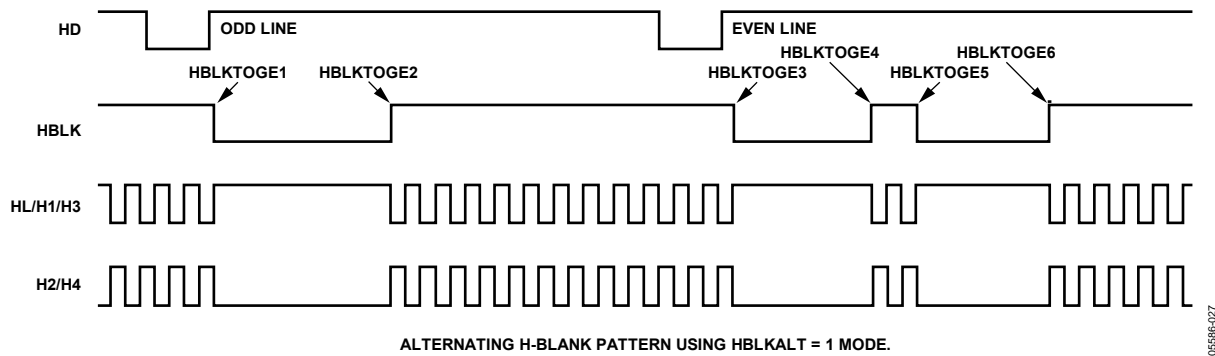 HD
ODD LINE
EVEN LINE
HBLKTOGE1
HBLKTOGE2
HBLKTOGE3
HBLKTOGE4
HBLKTOGE5
HBLKTOGE6
HBLK
HL/H1/H3
H2/H4
ALTERNATING H-BLANK PATTERN USING HBLKALT = 1 MODE.
05586-027